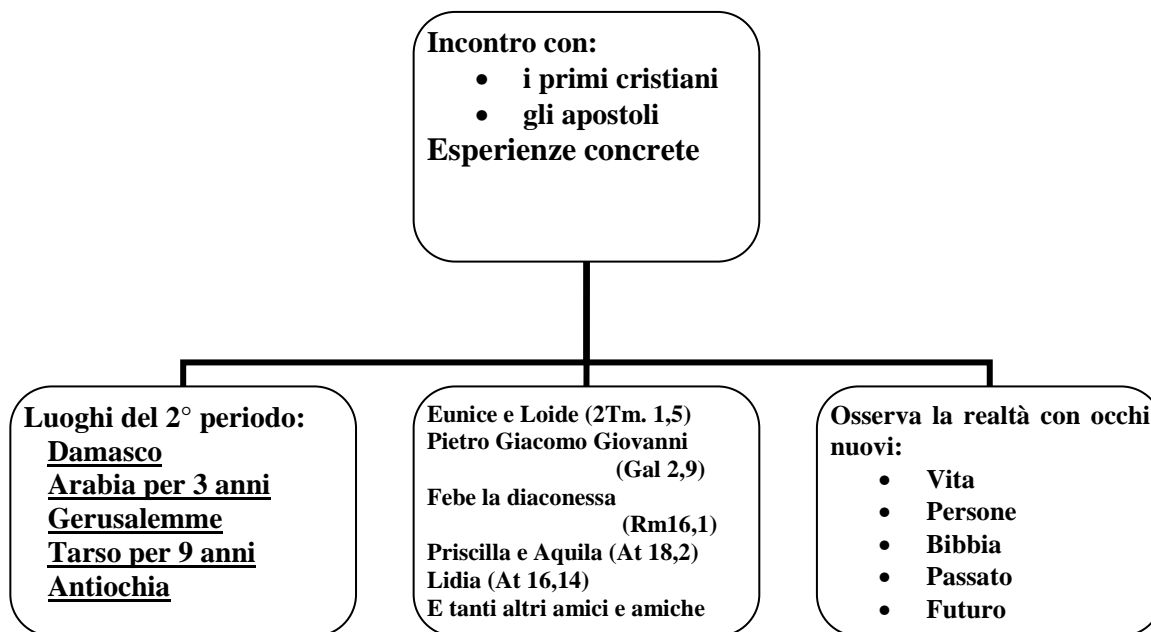 Incontro con:
• i primi cristiani
• gli apostoli
Esperienze concrete
Luoghi del 2° periodo:
Damasco
Arabia per 3 anni
Gerusalemme
Tarso per 9 anni
Antiochia
Eunice e Loide (2Tm. 1,5)
Pietro Giacomo Giovanni
(Gal 2,9)
Febe la diaconessa
(Rm16,1)
Priscilla e Aquila (At 18,2)
Lidia (At 16,14)
E tanti altri amici e amiche
Osserva la realtà con occhi
nuovi:
• Vita
• Persone
• Bibbia
• Passato
• Futuro